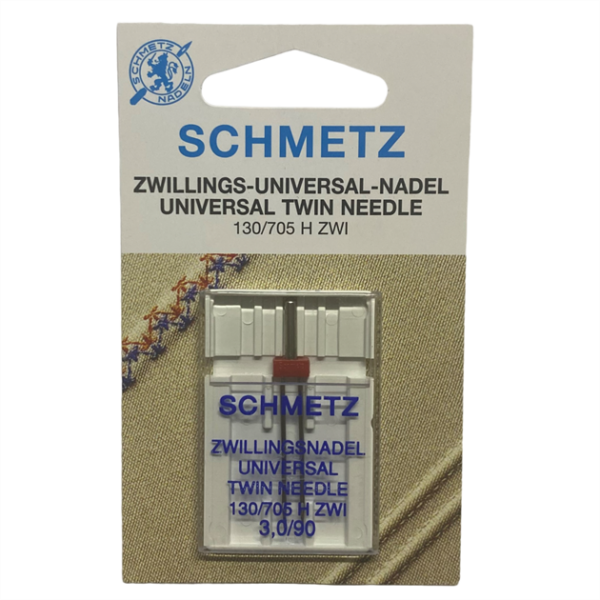 SCHMETZ
NADELN
SCHMETZ
ZWILLINGS-UNIVERSAL-NADEL
UNIVERSAL TWIN NEEDLE
130/705 H ZWI
SCHMETZ
ZWILLINGSNADEL
UNIVERSAL
TWIN NEEDLE
130/705 H ZWI
3,0/90